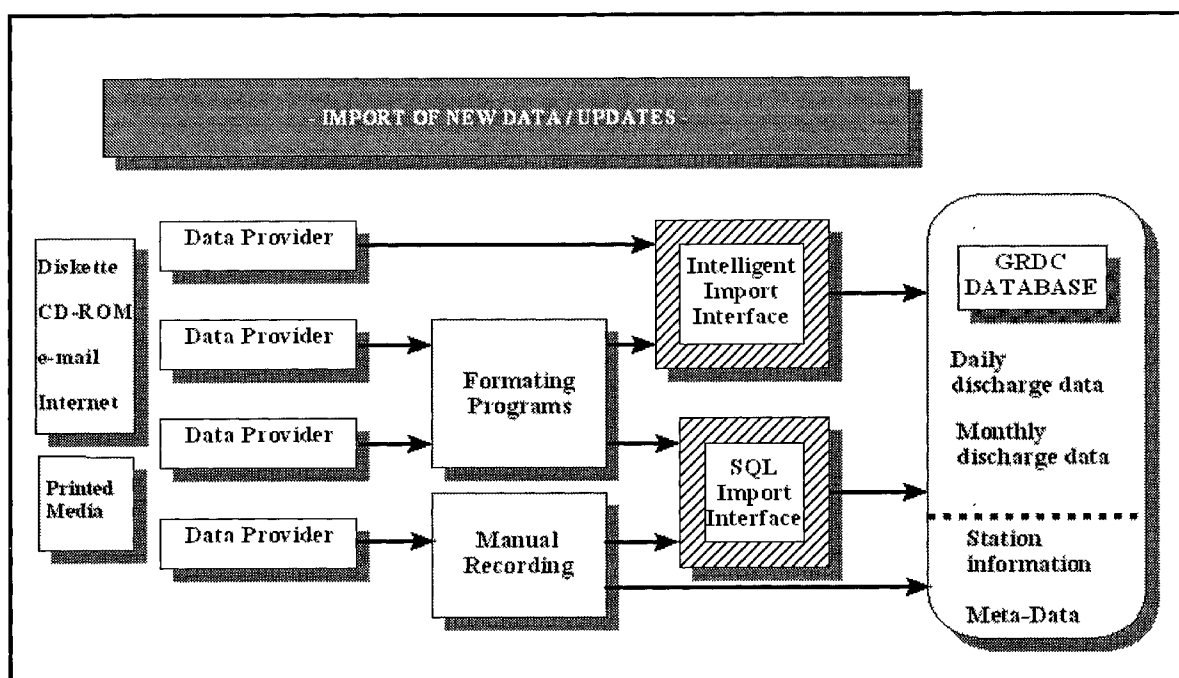 - IMPORT OF NEW DATA / UPDATES -
Diskette
CD-ROM
e-mail
Internet
Printed
Media
Data Provider
Data Provider
Data Provider
Data Provider
Formating
Programs
Manual
Recording
Intelligent
Import
Interface
SQL
Import
Interface
GRDC
DATABASE
Daily
discharge data
Monthly
discharge data
Station
information
Meta-Data